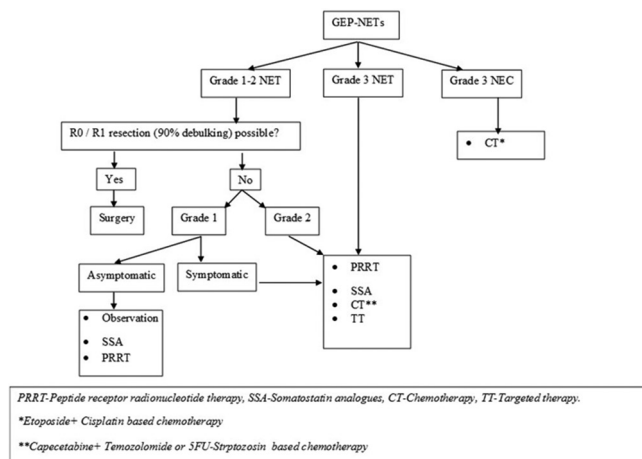 GEP-NETs
Grade 1-2 NET
Grade 3 NET
Grade 3 NEC
R0 / R1 resection (90% debulking) possible?
CT*
Yes
No
Surgery
Grade 1
Grade 2
Asymptomatic
Symptomatic
PRRT
SSA
CT**
TT
Observation
SSA
PRRT
PRRT-Peptide receptor radionucleotide therapy, SSA-Somatostatin analogues, CT-Chemotherapy, TT-Targeted therapy.
*Etoposide+ Cisplatin based chemotherapy
**Capecetabine+ Temozolomide or 5FU-Strptozosin based chemotherapy